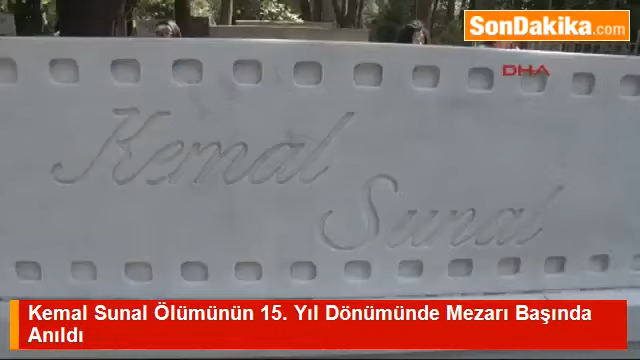 SonDakika.com
DHA
Kemal
Sunal
Kemal Sunal Ölümünün 15. Yıl Dönümünde Mezarı Başında
Anıldı